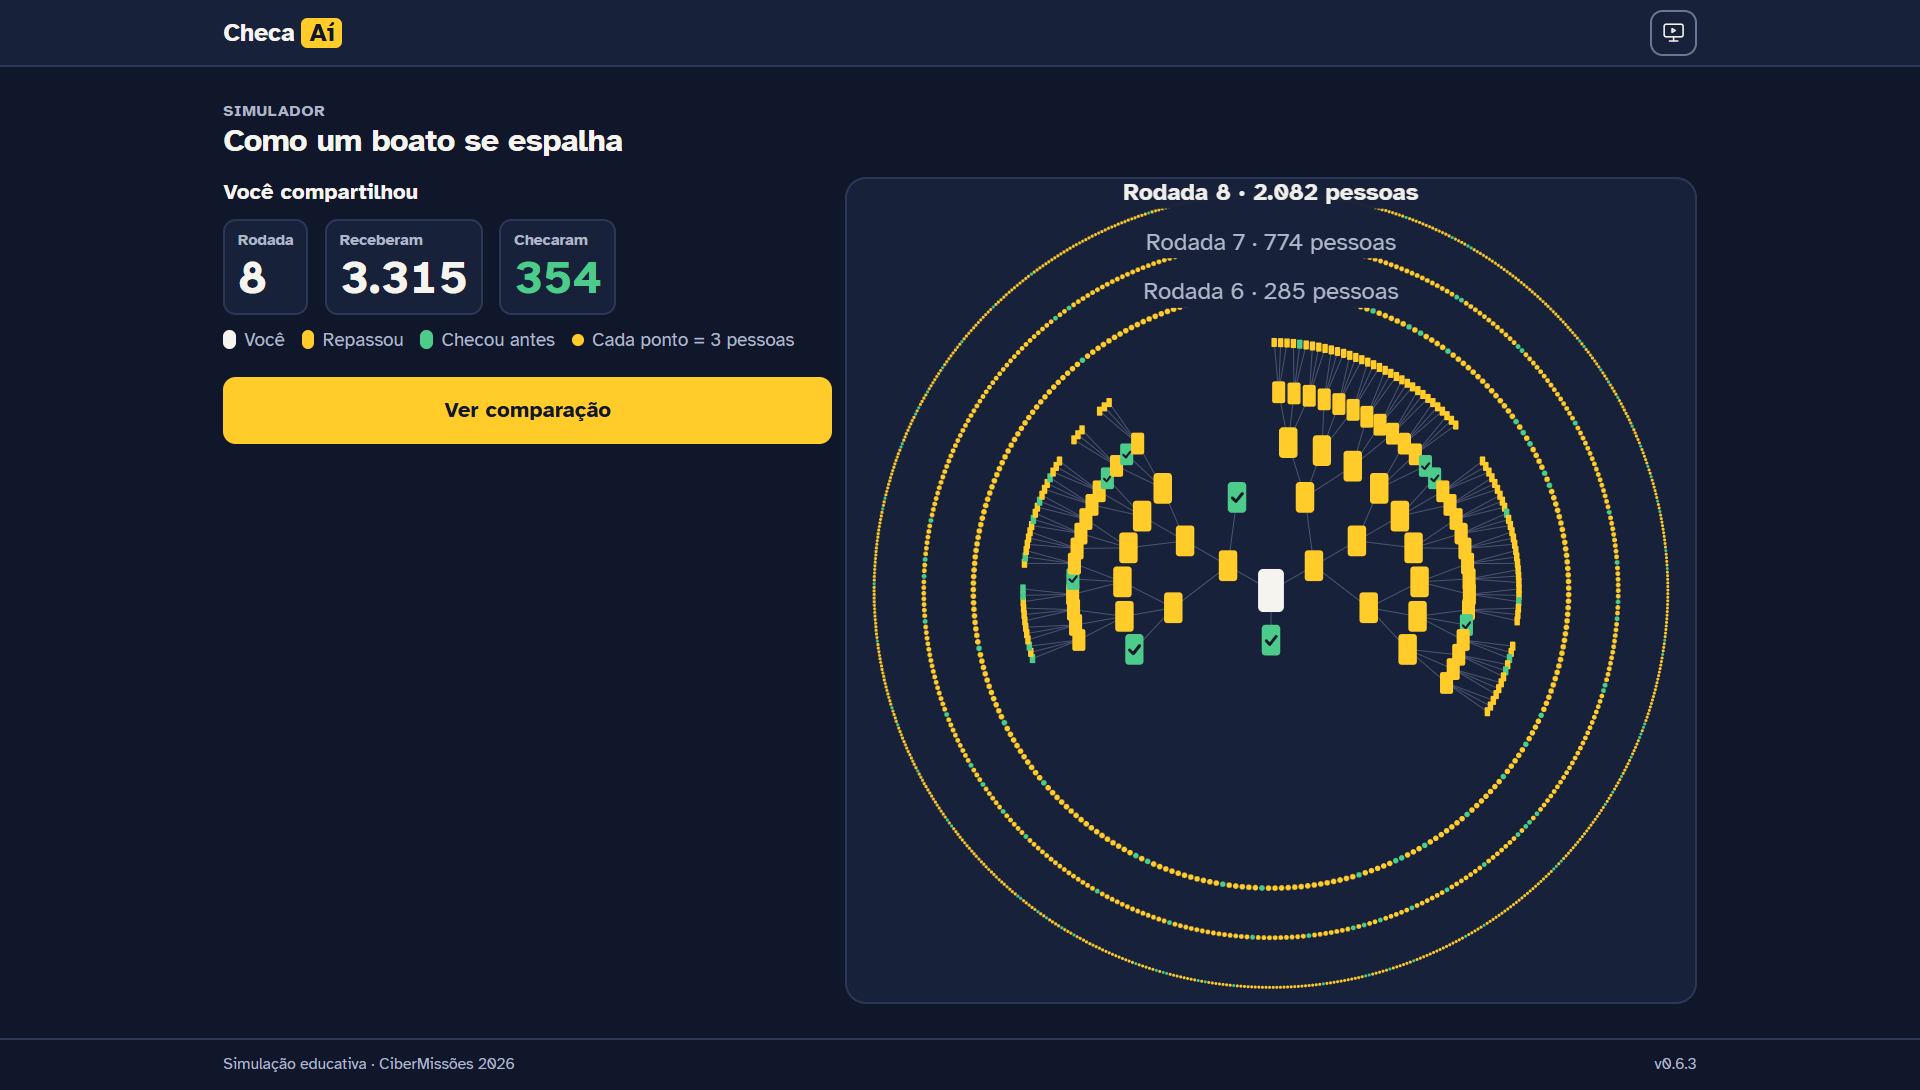 Checa Aí
SIMULADOR
Como um boato se espalha
Você compartilhou
Rodada
8
Receberam
3.315
Checaram
354
Você
Repassou
Checou antes
Cada ponto = 3 pessoas
Ver comparação
Rodada 8 · 2.082 pessoas
Rodada 7 · 774 pessoas
Rodada 6 · 285 pessoas
Simulação educativa · CiberMissões 2026
v0.6.3